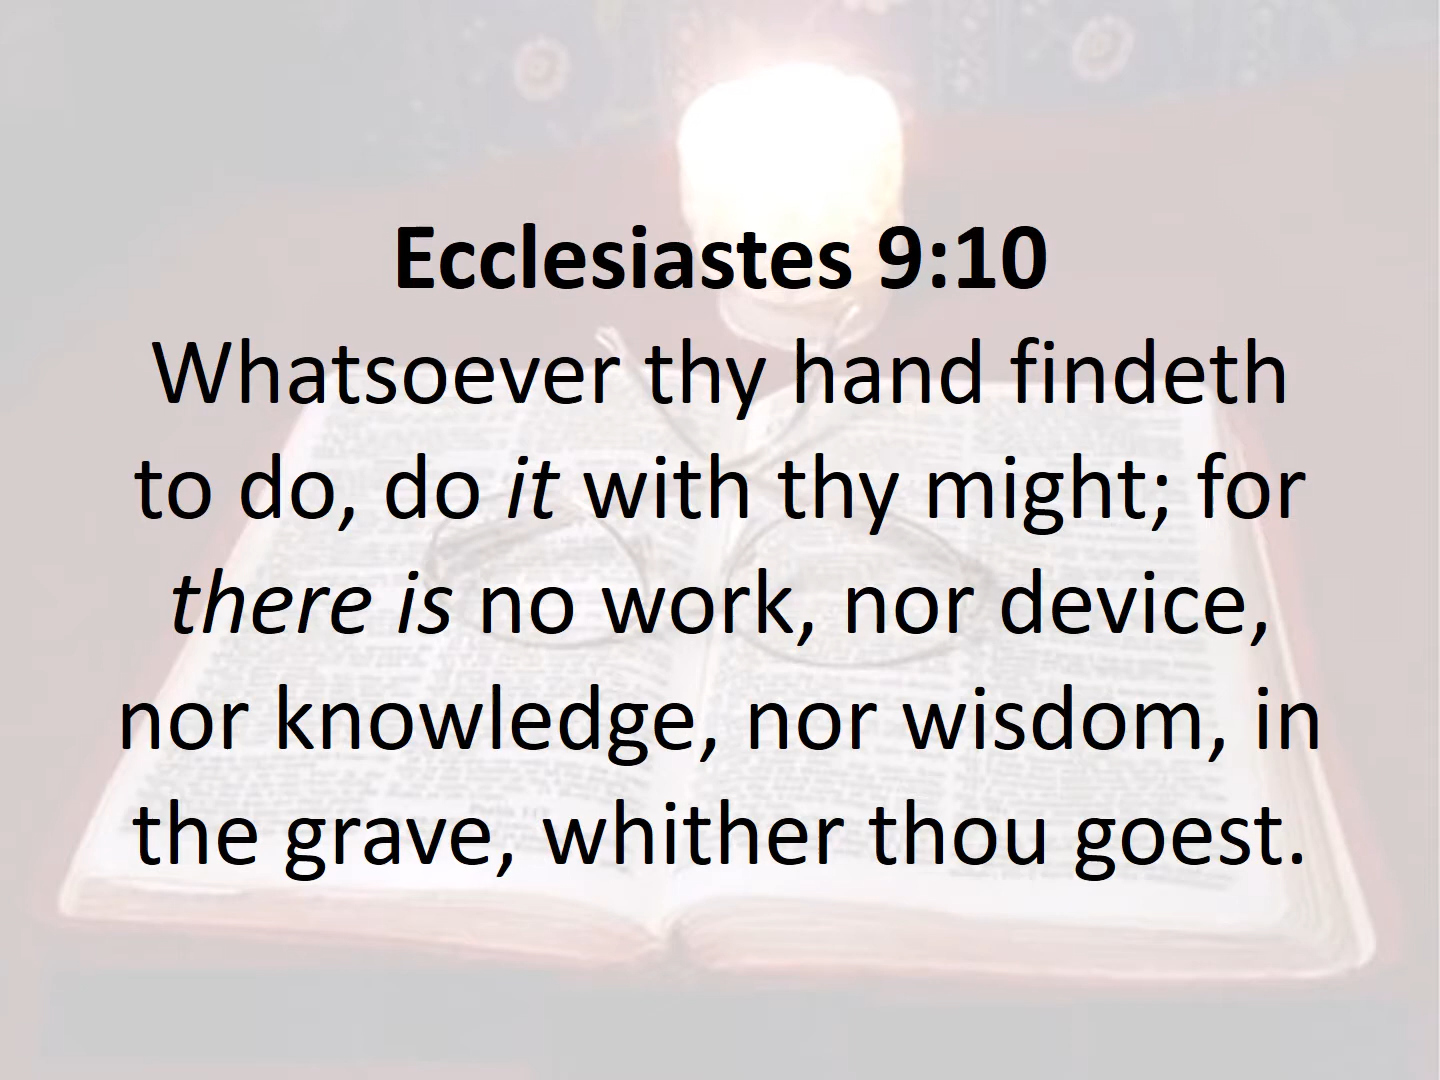 Ecclesiastes 9:10
Whatsoever thy hand findeth
to do, do it with thy might; for
there is no work, nor device,
nor knowledge, nor wisdom, in
the grave, whither thou goest.